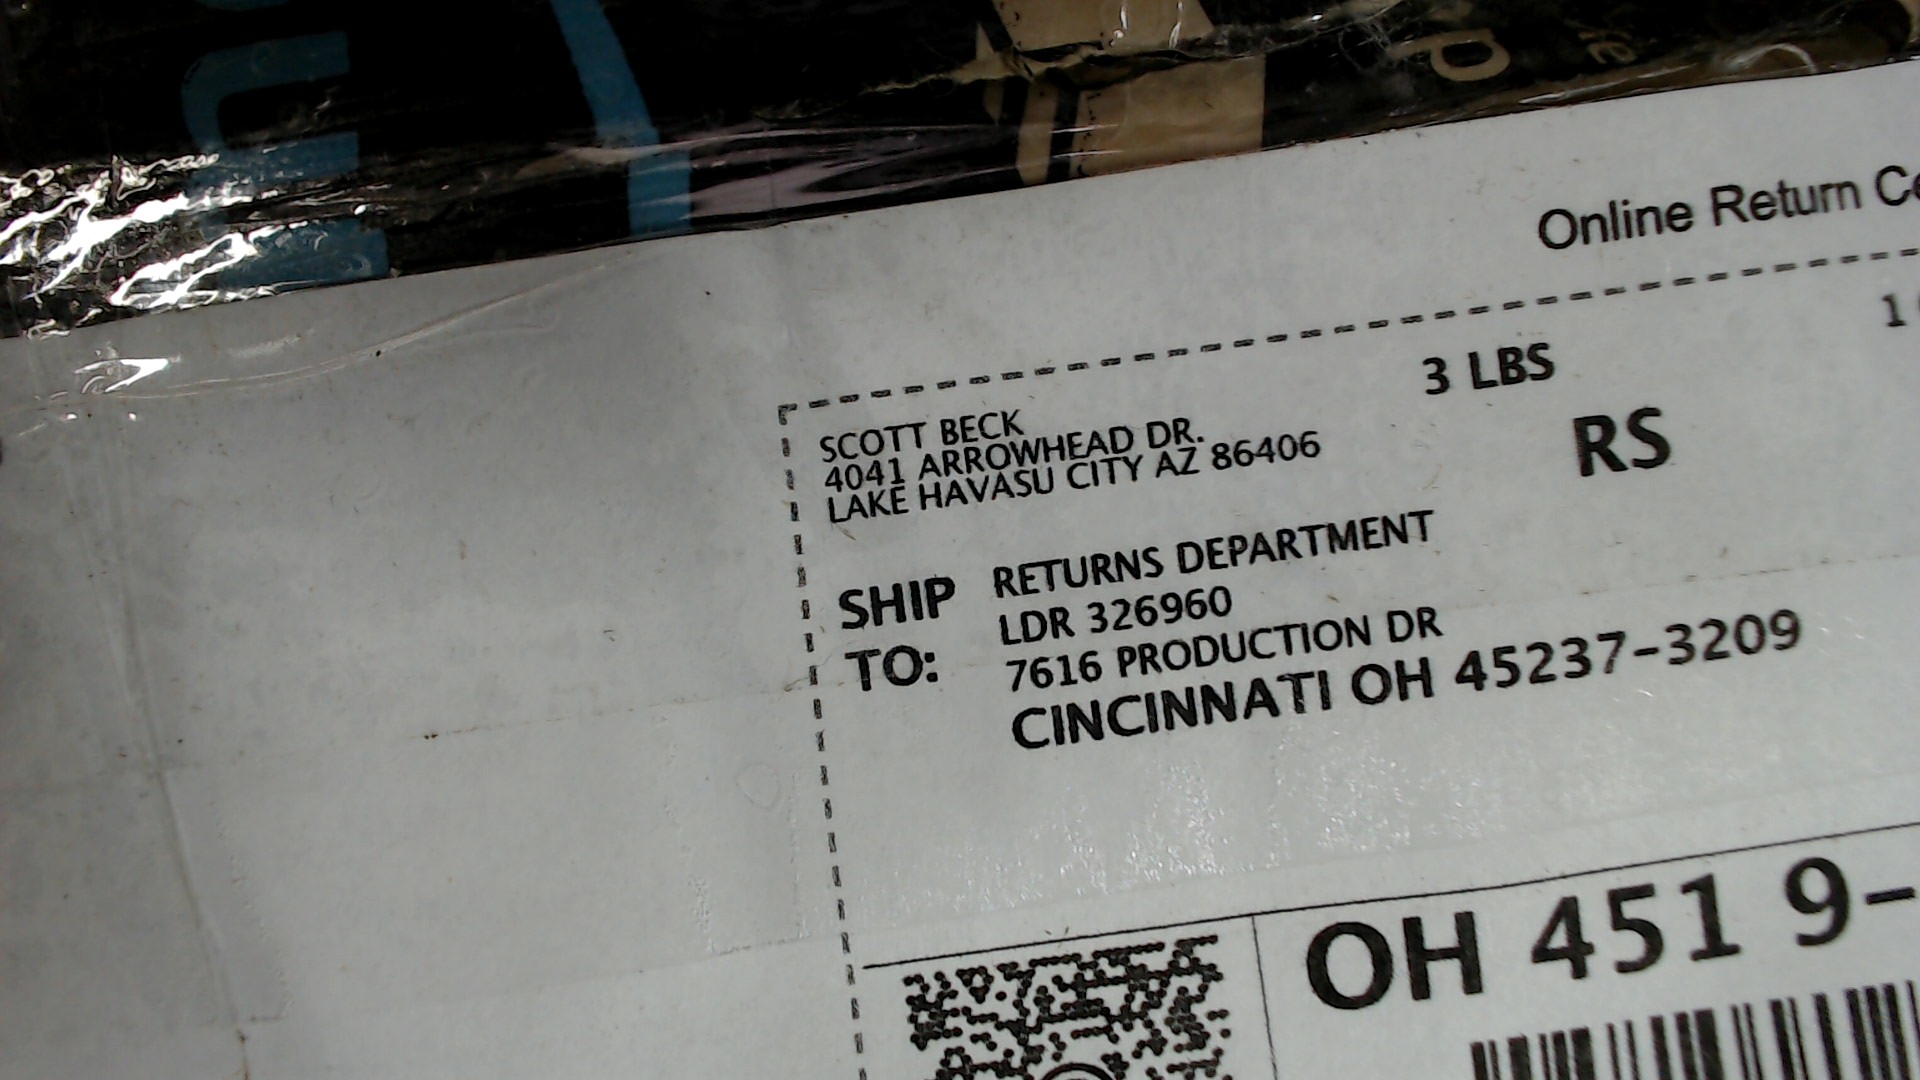 Online Return
3 LBS
RS
SCOTT BECK
4041 ARROWHEAD DR.
LAKE HAVASU CITY AZ 86406
SHIP TO:
RETURNS DEPARTMENT
LDR 326960
7616 PRODUCTION DR
CINCINNATI OH 45237-3209
OH 451 9-